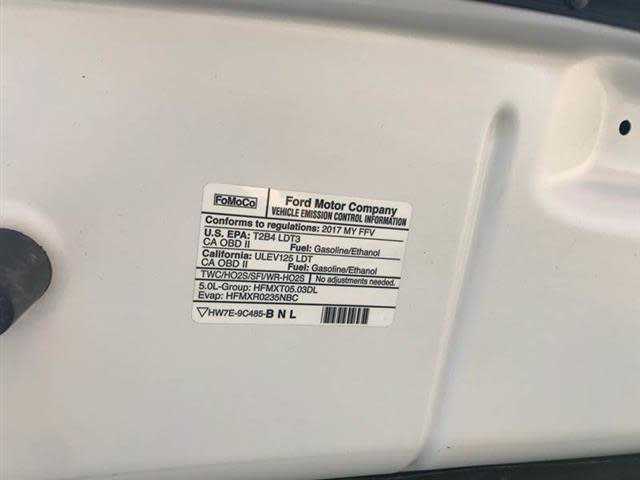 FoMoCo
Ford Motor Company
VEHICLE EMISSION CONTROL INFORMATION
Conforms to regulations: 2017 MY FFV
U.S. EPA: T2B4 LDT3
CA OBD II Fuel: Gasoline/Ethanol
California: ULEV125 LDT
CA OBD II Fuel: Gasoline/Ethanol
TWC/HO2S/SFI/WR-HO2S No adjustments needed.
5.0L-Group: HFMXT05.03DL
Evap: HFMXR0235NBC
HW7E-9C485-B N L